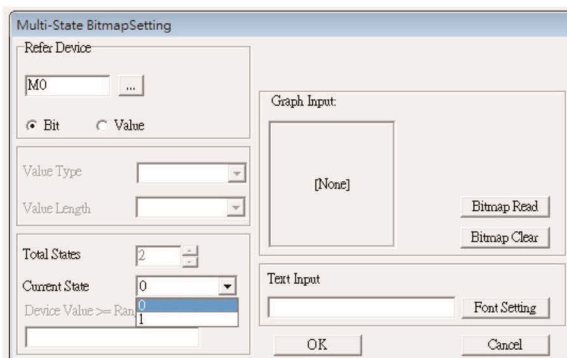 Multi-State BitmapSetting
Refer Device
M0
...
Bit
Value
Value Type
Value Length
Total States
2
Current State
0
0
1
Device Value >= Ran
Graph Input:
[None]
Bitmap Read
Bitmap Clear
Text Input
Font Setting
OK
Cancel